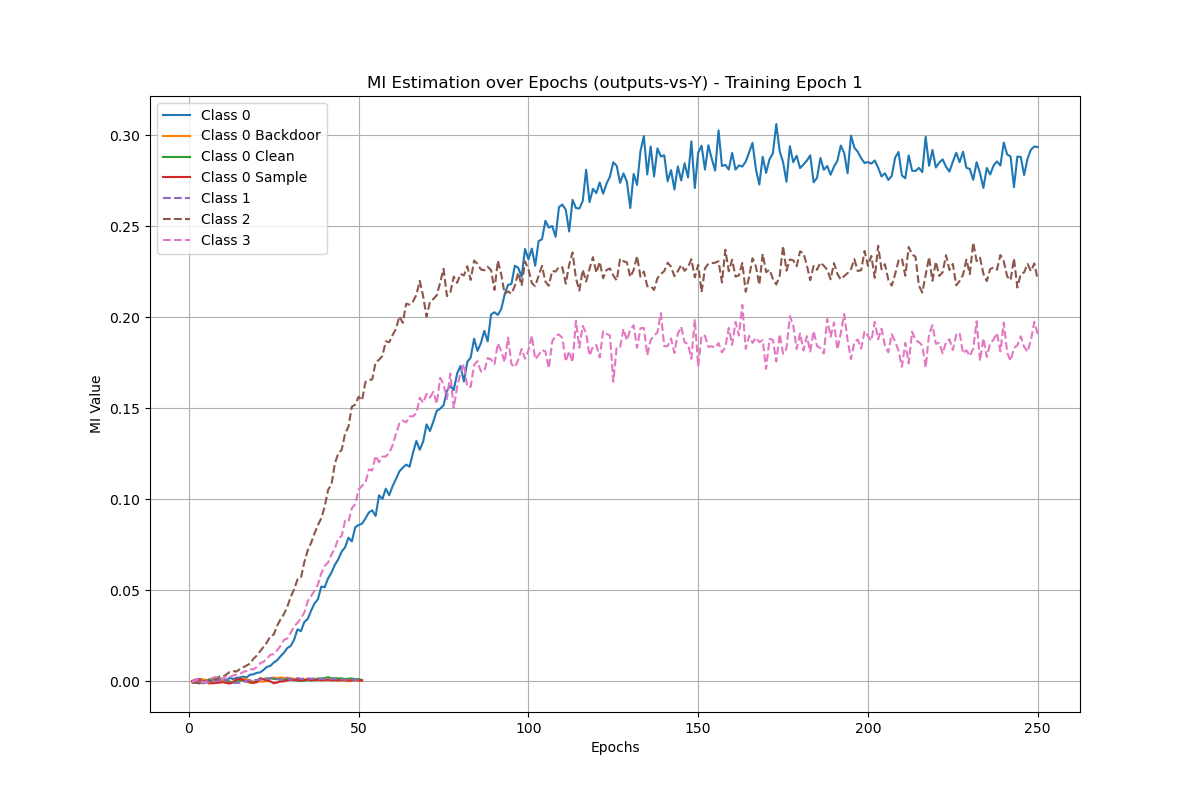 MI Estimation over Epochs (outputs-vs-Y) - Training Epoch 1
Class 0
Class 0 Backdoor
Class 0 Clean
Class 0 Sample
Class 1
Class 2
Class 3
MI Value
0.30
0.25
0.20
0.15
0.10
0.05
0.00
0 50 100 150 200 250
Epochs